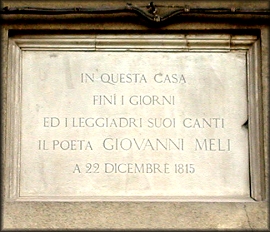 IN QUESTA CASA
FINÌ I GIORNI
ED I LEGGIADRI SUOI CANTI
IL POETA GIOVANNI MELI
A 22 DICEMBRE 1815